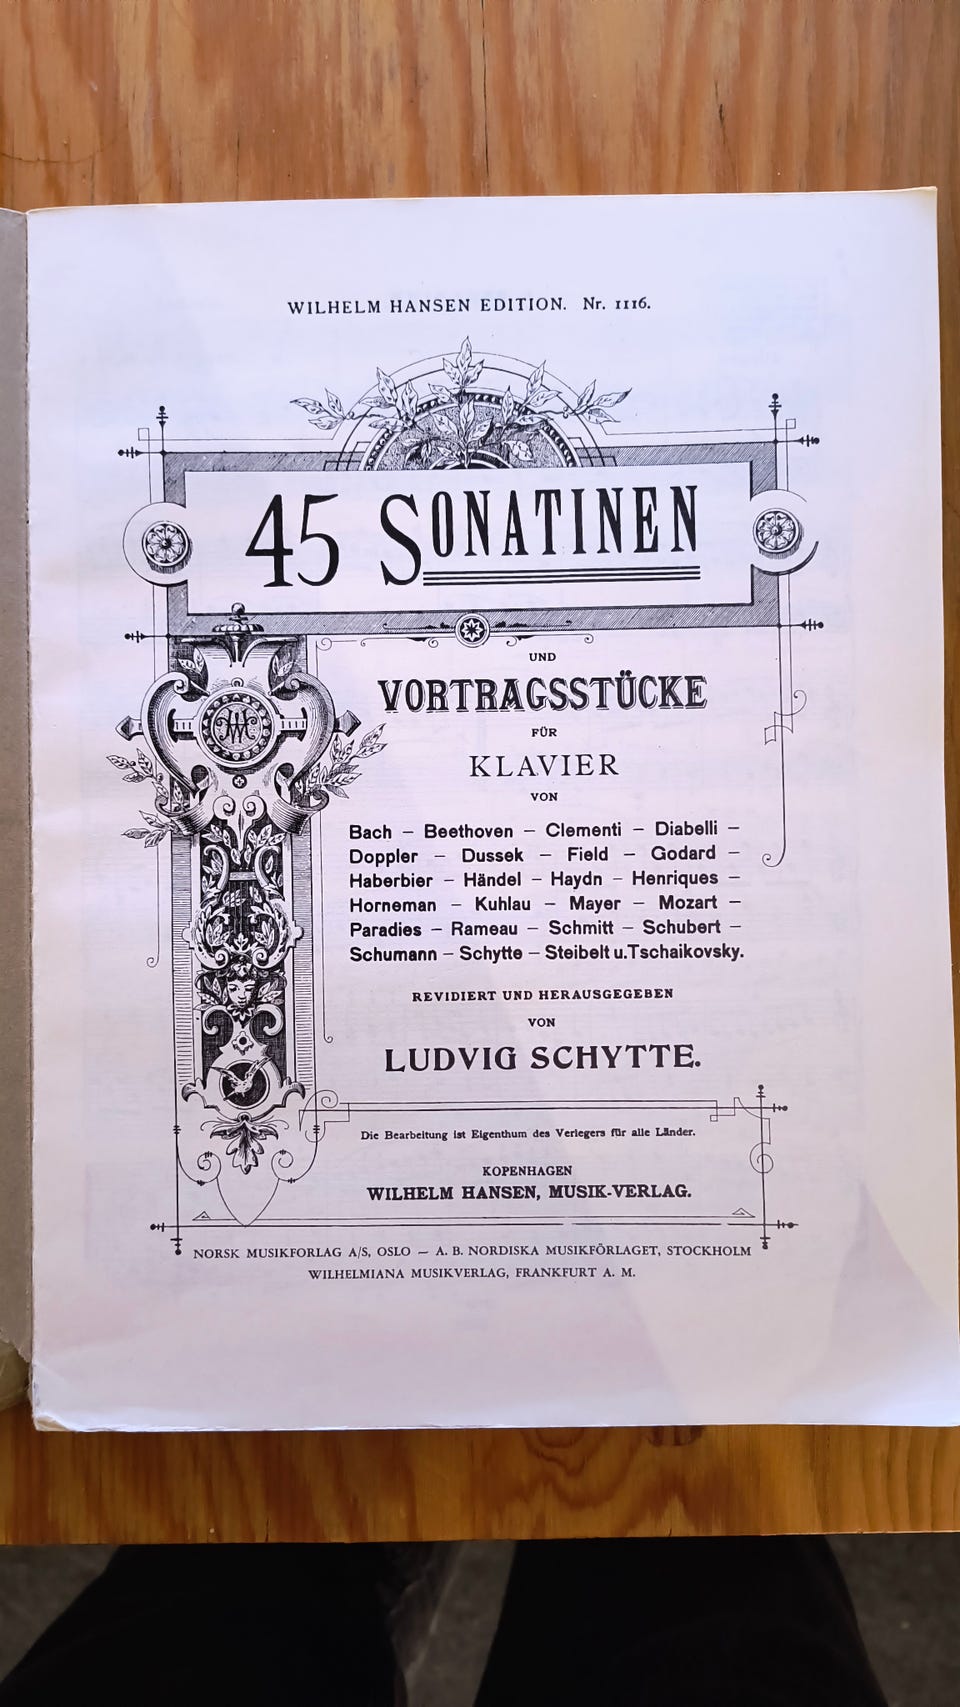 WILHELM HANSEN EDITION. Nr. 1116.
45 SONATINEN
UND
VORTRAGSSTÜCKE
FÜR
KLAVIER
VON
Bach – Beethoven – Clementi – Diabelli –
Doppler – Dussek – Field – Godard –
Haberbier – Händel – Haydn – Henriques –
Horneman – Kuhlau – Mayer – Mozart –
Paradies – Rameau – Schmitt – Schubert –
Schumann – Schytte – Steibelt u. Tschaikovsky.
REVIDIERT UND HERAUSGEGEBEN
VON
LUDVIG SCHYTTE.
Die Bearbeitung ist Eigenthum des Verlegers für alle Länder.
KOPENHAGEN
WILHELM HANSEN, MUSIK-VERLAG.
NORSK MUSIKFORLAG A/S, OSLO – A. B. NORDISKA MUSIKFÖRLAGET, STOCKHOLM
WILHELMIANA MUSIKVERLAG, FRANKFURT A. M.